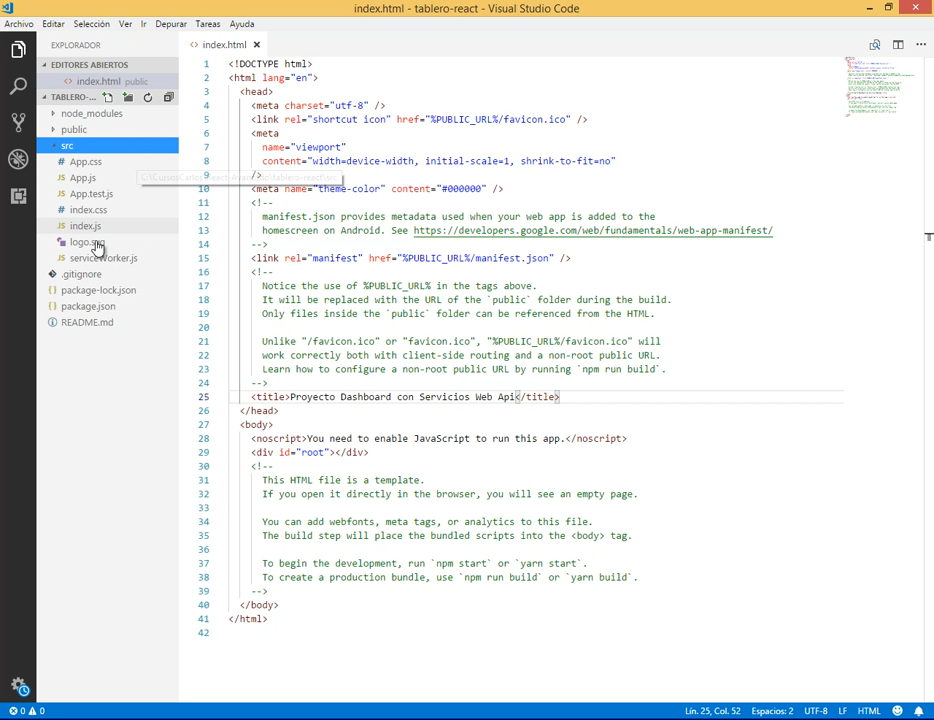 index.html - tablero-react - Visual Studio Code
Archivo Editar Selección Ver Ir Depurar Tareas Ayuda
EXPLORADOR
EDITORES ABIERTOS
index.html public
TABLERO-...
node_modules
public
src
App.css
App.js
App.test.js
index.css
index.js
logo.svg
serviceWorker.js
.gitignore
package-lock.json
package.json
README.md
index.html
1 <!DOCTYPE html>
2 <html lang="en">
3 <head>
4 <meta charset="utf-8" />
5 <link rel="shortcut icon" href="%PUBLIC_URL%/favicon.ico" />
6 <meta
7 name="viewport"
8 content="width=device-width, initial-scale=1, shrink-to-fit=no"
9 />
10 <meta name="theme-color" content="#000000" />
11 <!--
12 manifest.json provides metadata used when your web app is added to the
13 homescreen on Android. See https://developers.google.com/web/fundamentals/web-app-manifest/
14 -->
15 <link rel="manifest" href="%PUBLIC_URL%/manifest.json" />
16 <!--
17 Notice the use of %PUBLIC_URL% in the tags above.
18 It will be replaced with the URL of the `public` folder during the build.
19 Only files inside the `public` folder can be referenced from the HTML.
20
21 Unlike "/favicon.ico" or "favicon.ico", "%PUBLIC_URL%/favicon.ico" will
22 work correctly both with client-side routing and a non-root public URL.
23 Learn how to configure a non-root public URL by running `npm run build`.
24 -->
25 <title>Proyecto Dashboard con Servicios Web Api</title>
26 </head>
27 <body>
28 <noscript>You need to enable JavaScript to run this app.</noscript>
29 <div id="root"></div>
30 <!--
31 This HTML file is a template.
32 If you open it directly in the browser, you will see an empty page.
33
34 You can add webfonts, meta tags, or analytics to this file.
35 The build step will place the bundled scripts into the <body> tag.
36
37 To begin the development, run `npm start` or `yarn start`.
38 To create a production bundle, use `npm run build` or `yarn build`.
39 -->
40 </body>
41 </html>
42
0 0 Lín. 25, Col. 52 Espacios: 2 UTF-8 LF HTML